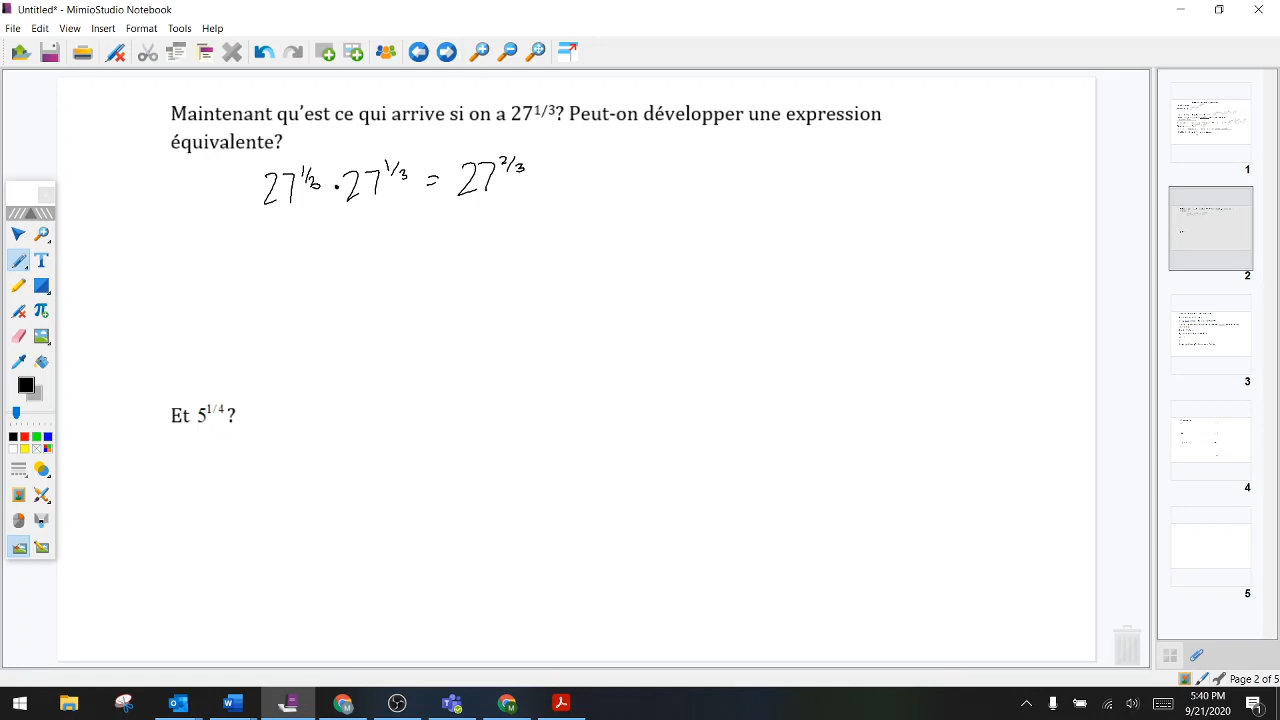 Untitled* - MimioStudio Notebook
File Edit View Insert Format Tools Help
Maintenant qu'est ce qui arrive si on a 27^1/3? Peut-on développer une expression
équivalente?
27^1/3 · 27^1/3 = 27^2/3
Et 5^1/4 ?
1
2
3
4
5
Page 2 of 5
5:40 PM
9/21/2020